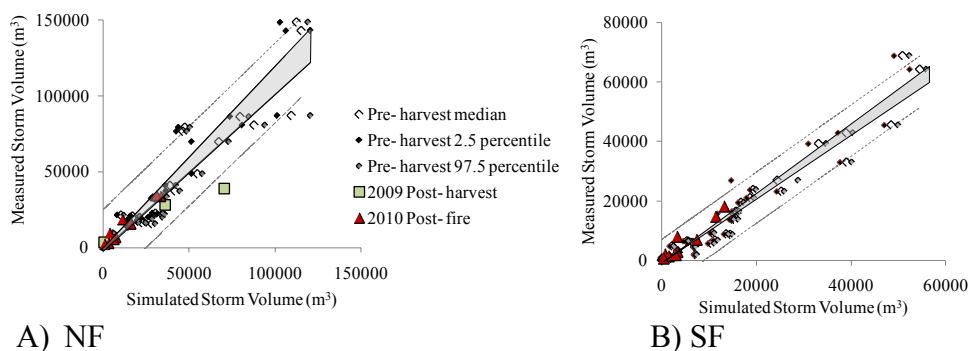 150000
100000
50000
0
Measured Storm Volume (m³)
0
50000
100000
150000
Simulated Storm Volume (m³)
A) NF
Pre- harvest median
Pre- harvest 2.5 percentile
Pre- harvest 97.5 percentile
2009 Post- harvest
2010 Post- fire
80000
60000
40000
20000
0
Measured Storm Volume (m³)
0
20000
40000
60000
Simulated Storm Volume (m³)
B) SF